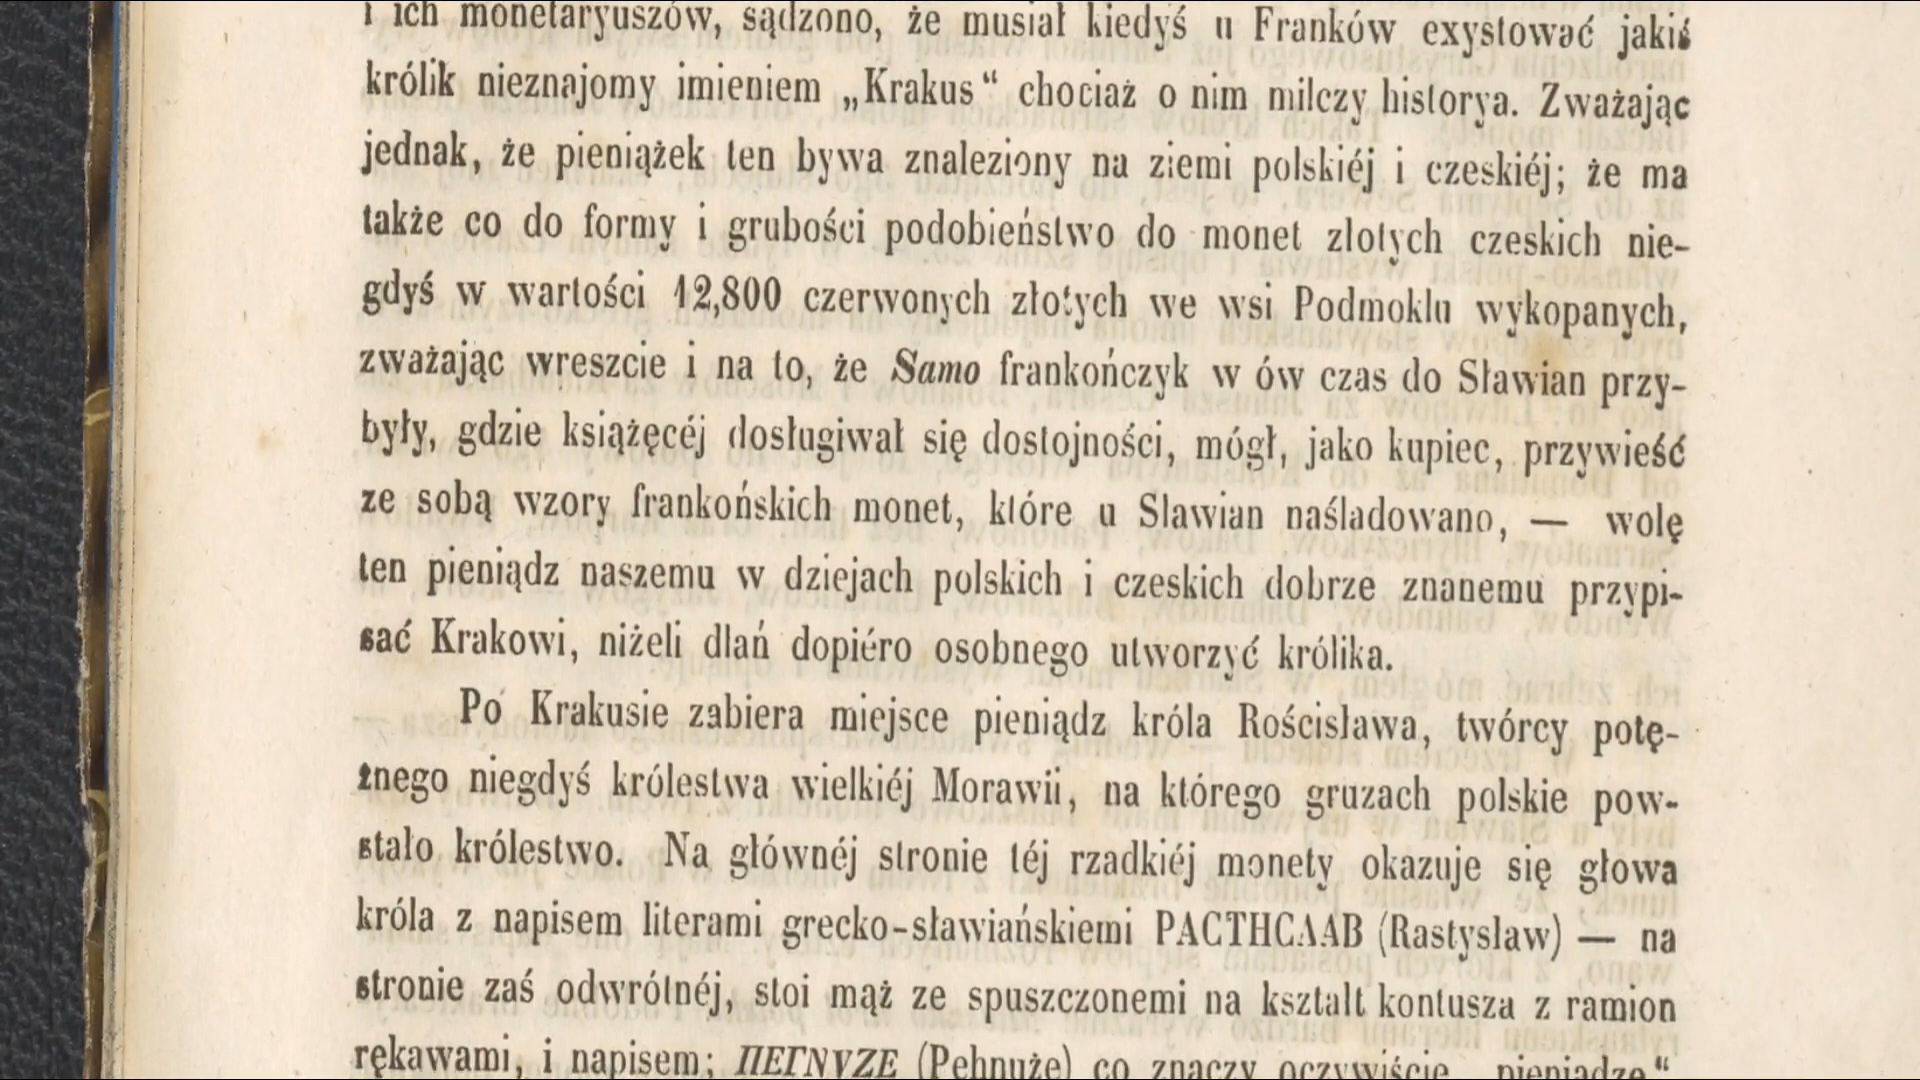 i ich monetaryuszów, sądzono, że musiał kiedyś u Franków exystować jakiś
królik nieznajomy imieniem „Krakus“ chociaż o nim milczy historya. Zważając
jednak, że pieniążek ten bywa znaleziony na ziemi polskiéj i czeskiéj; że ma
także co do formy i grubości podobieństwo do monet złotych czeskich nie-
gdyś w wartości 12,800 czerwonych złotych we wsi Podmoklu wykopanych,
zważając wreszcie i na to, że Samo frankończyk w ów czas do Sławian przy-
były, gdzie książęcéj dosługiwał się dostojności, mógł, jako kupiec, przywieść
ze sobą wzory frankońskich monet, które u Sławian naśladowano, — wolę
ten pieniądz naszemu w dziejach polskich i czeskich dobrze znanemu przypi-
sać Krakowi, niżeli dlań dopiéro osobnego utworzyć królika.
Po Krakusie zabiera miejsce pieniądz króla Rościsława, twórcy potę-
żnego niegdyś królestwa wielkiéj Morawii, na którego gruzach polskie pow-
stało królestwo. Na głównéj stronie téj rzadkiéj monety okazuje się głowa
króla z napisem literami grecko-sławiańskiemi РАСТНСЛАВ (Rastysław) — na
stronie zaś odwrótnéj, stoi mąż ze spuszczonemi na kształt kontusza z ramion
rękawami, i napisem; ΠΕΓΝVΖΕ (Pehnuże) co znaczy oczywiście „pieniądze“